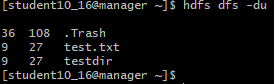 [student10_16@manager ~]$ hdfs dfs -du
36  108  .Trash
9   27   test.txt
9   27   testdir
[student10_16@manager ~]$